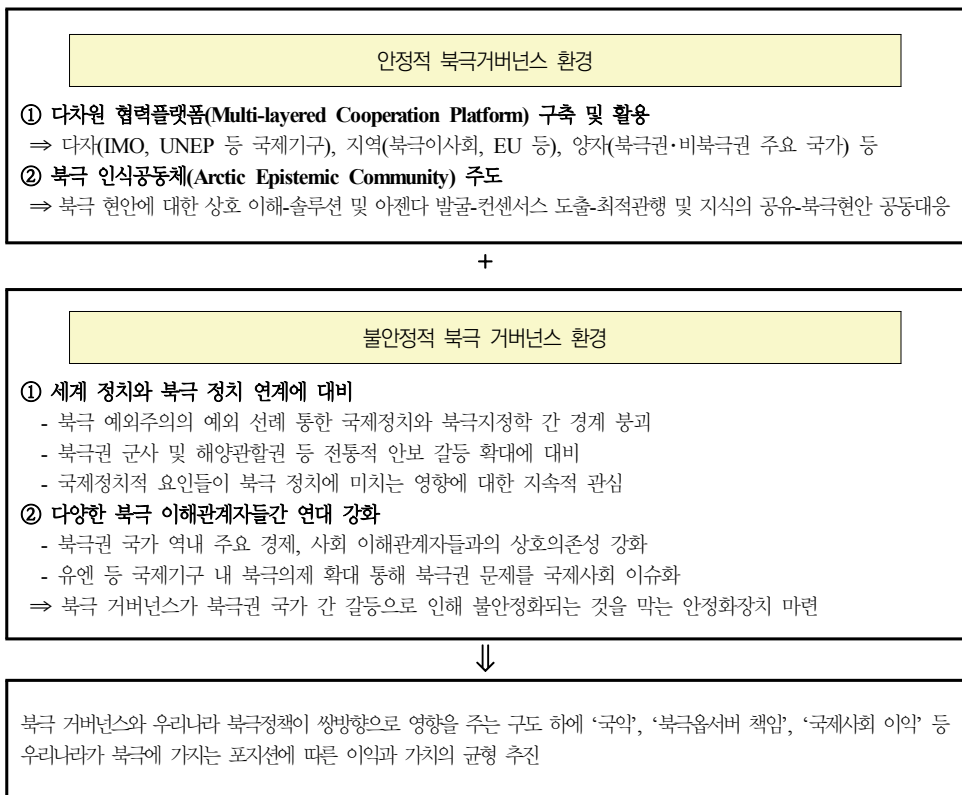 안정적 북극거버넌스 환경
① 다차원 협력플랫폼(Multi-layered Cooperation Platform) 구축 및 활용
⇒ 다자(IMO, UNEP 등 국제기구), 지역(북극이사회, EU 등), 양자(북극권·비북극권 주요 국가) 등
② 북극 인식공동체(Arctic Epistemic Community) 주도
⇒ 북극 현안에 대한 상호 이해-솔루션 및 아젠다 발굴-컨센서스 도출-최적관행 및 지식의 공유-북극현안 공동대응
+
불안정적 북극 거버넌스 환경
① 세계 정치와 북극 정치 연계에 대비
- 북극 예외주의의 예외 선례 통한 국제정치와 북극지정학 간 경계 붕괴
- 북극권 군사 및 해양관할권 등 전통적 안보 갈등 확대에 대비
- 국제정치적 요인들이 북극 정치에 미치는 영향에 대한 지속적 관심
② 다양한 북극 이해관계자들간 연대 강화
- 북극권 국가 역내 주요 경제, 사회 이해관계자들과의 상호의존성 강화
- 유엔 등 국제기구 내 북극의제 확대 통해 북극권 문제를 국제사회 이슈화
⇒ 북극 거버넌스가 북극권 국가 간 갈등으로 인해 불안정화되는 것을 막는 안정화장치 마련
⇓
북극 거버넌스와 우리나라 북극정책이 쌍방향으로 영향을 주는 구도 하에 ‘국익’, ‘북극옵서버 책임’, ‘국제사회 이익’ 등
우리나라가 북극에 가지는 포지션에 따른 이익과 가치의 균형 추진